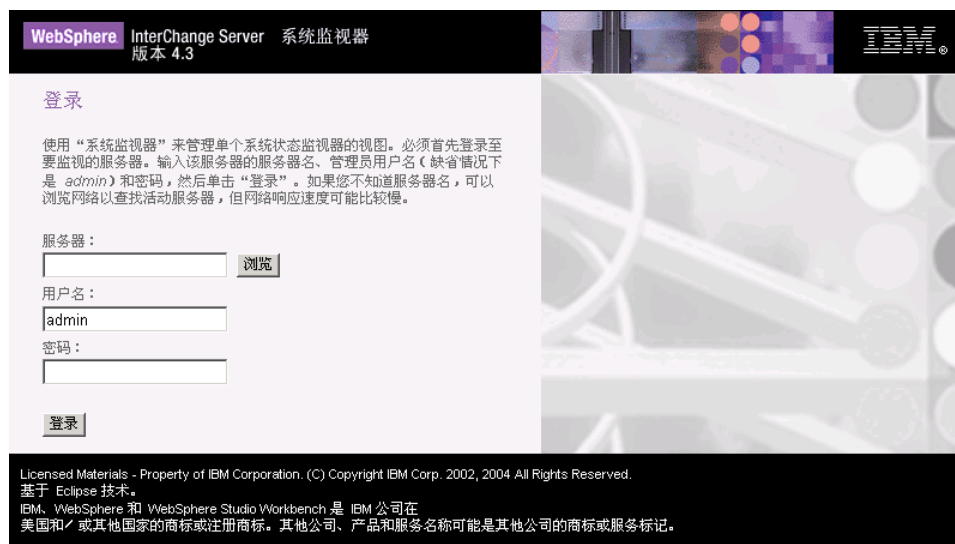 WebSphere InterChange Server 系统监视器
版本 4.3
IBM®
登录
使用“系统监视器”来管理单个系统状态监视器的视图。必须首先登录至
要监视的服务器。输入该服务器的服务器名、管理员用户名(缺省情况下
是 admin)和密码,然后单击“登录”。如果您不知道服务器名,可以
浏览网络以查找活动服务器,但网络响应速度可能比较慢。
服务器:
浏览
用户名:
admin
密码:
登录
Licensed Materials - Property of IBM Corporation. (C) Copyright IBM Corp. 2002, 2004 All Rights Reserved.
基于 Eclipse 技术。
IBM、WebSphere 和 WebSphere Studio Workbench 是 IBM 公司在
美国和/ 或其他国家的商标或注册商标。其他公司、产品和服务名称可能是其他公司的商标或服务标记。